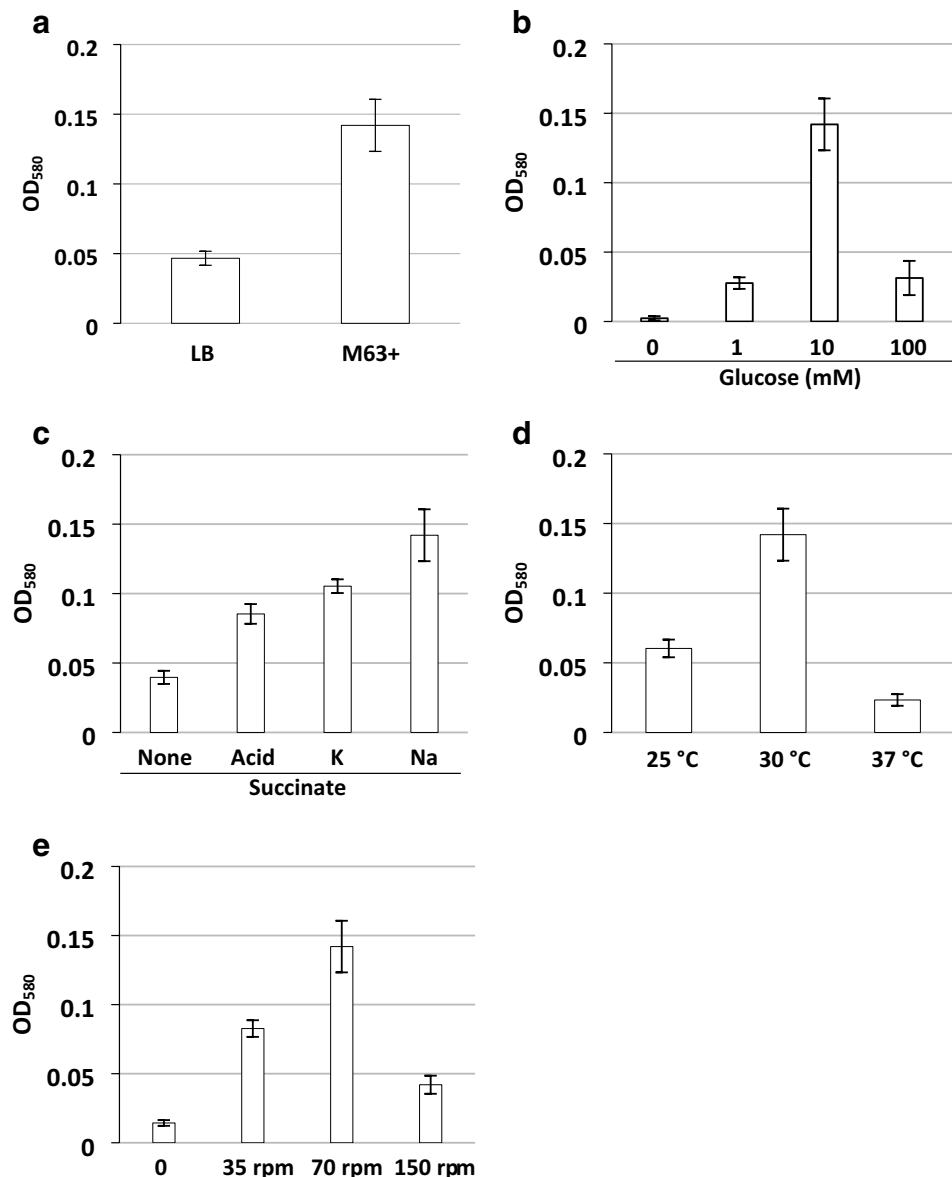 a
0.2
0.15
0.1
0.05
0
OD580
LB M63+
b
0.2
0.15
0.1
0.05
0
OD580
0 1 10 100
Glucose (mM)
c
0.2
0.15
0.1
0.05
0
OD580
None Acid K Na
Succinate
d
0.2
0.15
0.1
0.05
0
OD580
25 °C 30 °C 37 °C
e
0.2
0.15
0.1
0.05
0
OD580
0 35 rpm 70 rpm 150 rpm